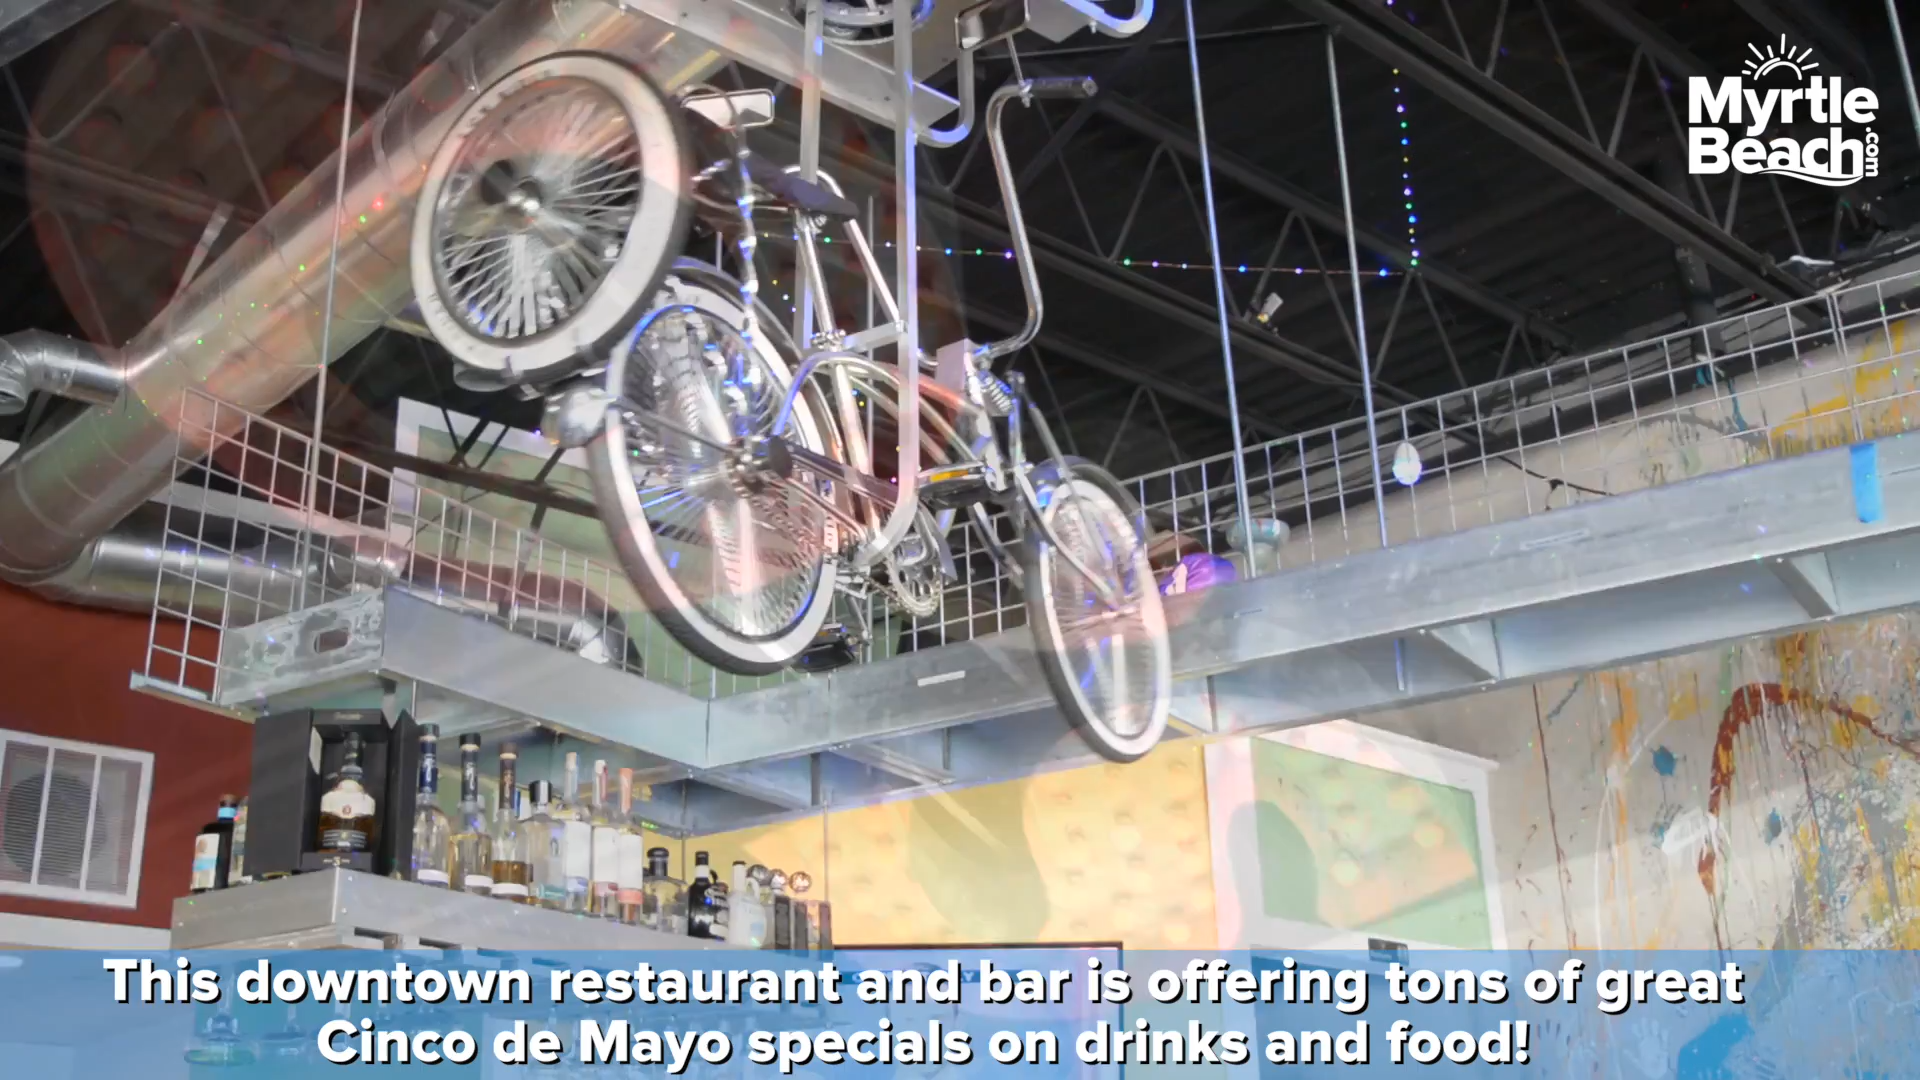 Myrtle
Beach.com
This downtown restaurant and bar is offering tons of great
Cinco de Mayo specials on drinks and food!